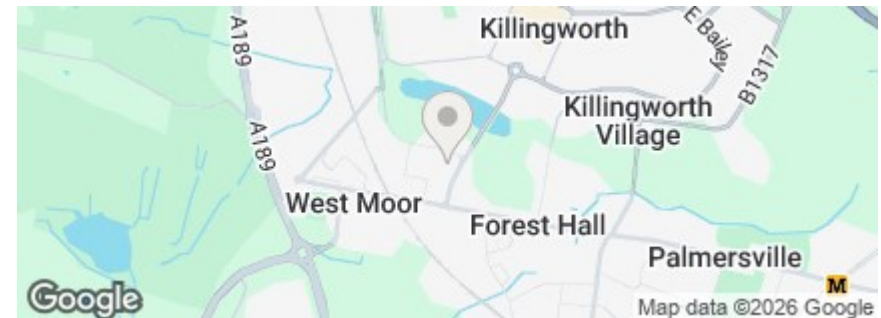 Killingworth
E Bailey
B1317
A189
Killingworth
Village
A189
West Moor
Forest Hall
Palmersville
M
Google
Map data ©2026 Google